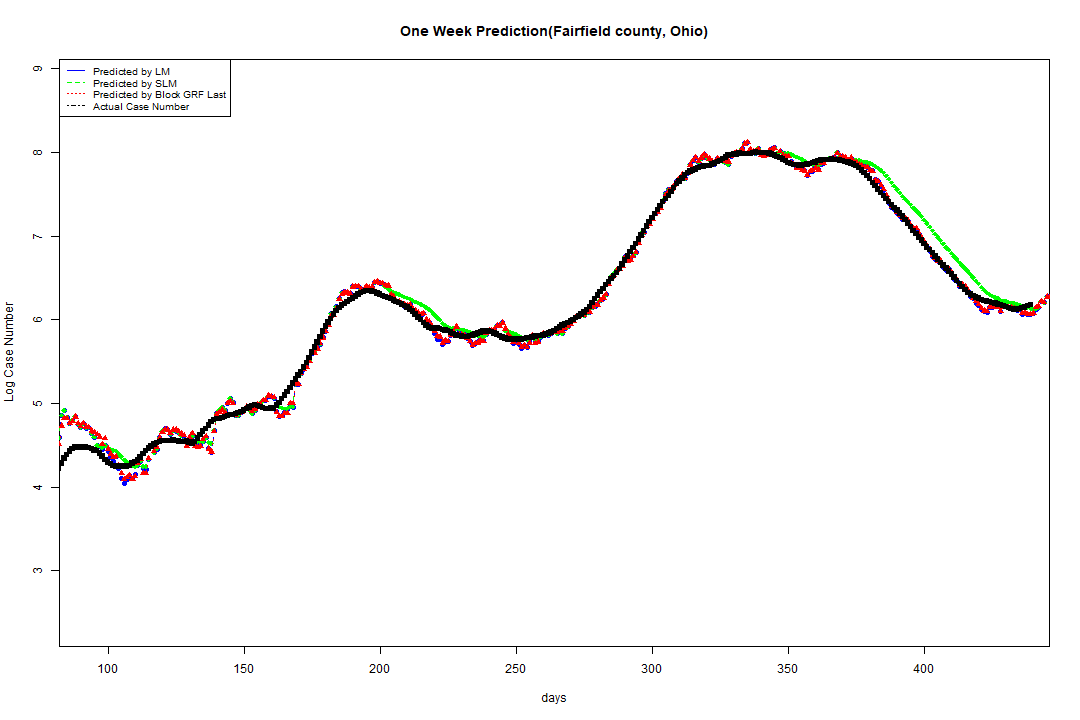 One Week Prediction(Fairfield county, Ohio)
Predicted by LM
Predicted by SLM
Predicted by Block GRF Last
Actual Case Number
9
8
7
6
5
4
3
Log Case Number
100 150 200 250 300 350 400
days